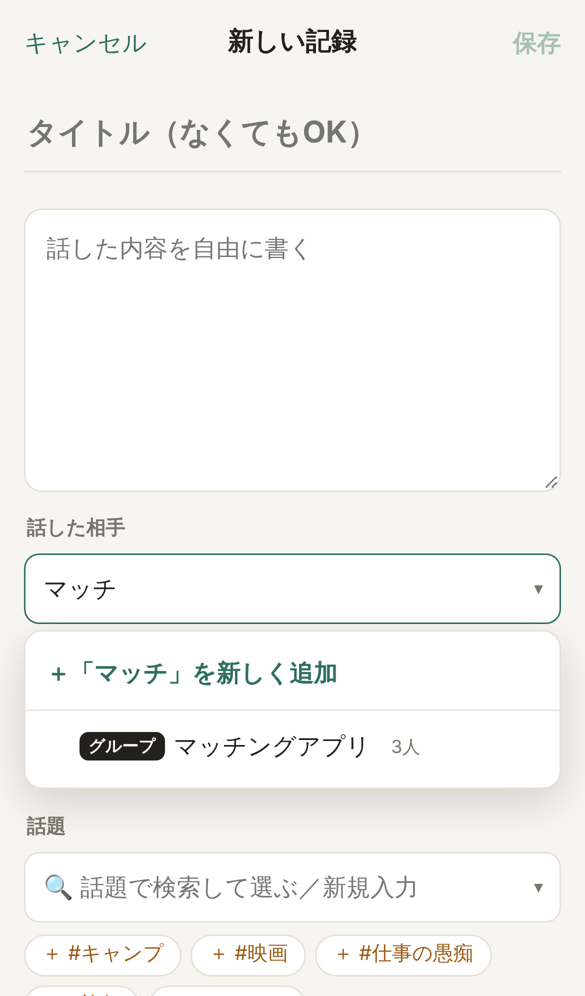 キャンセル 新しい記録 保存
タイトル（なくてもOK）
話した内容を自由に書く
話した相手
マッチ ▼
＋「マッチ」を新しく追加
グループ マッチングアプリ 3人
話題
🔍 話題で検索して選ぶ／新規入力 ▼
＋ #キャンプ ＋ #映画 ＋ #仕事の愚痴